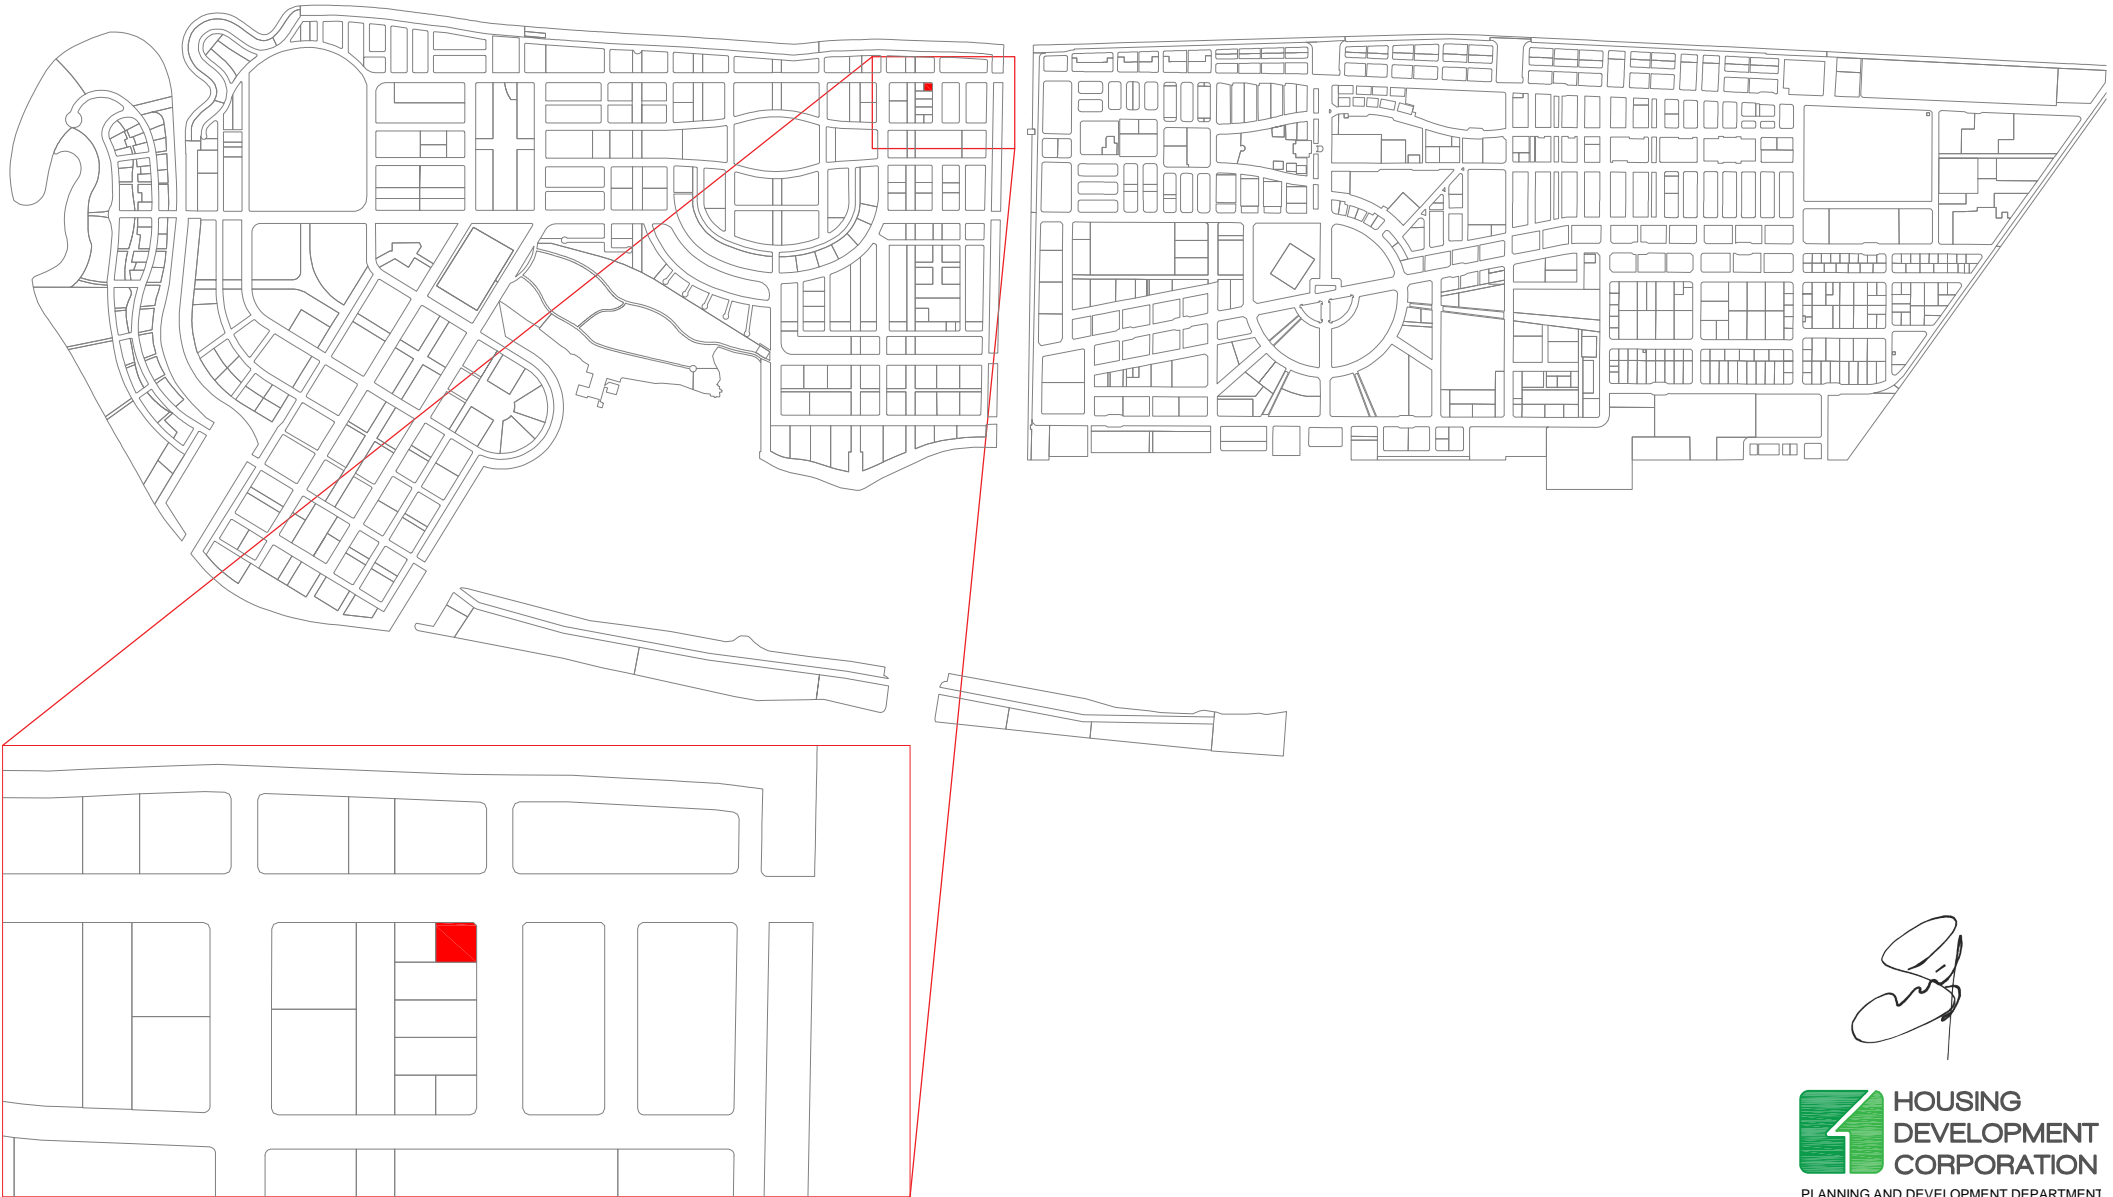 HOUSING
DEVELOPMENT
CORPORATION
PLANNING AND DEVELOPMENT DEPARTMENT